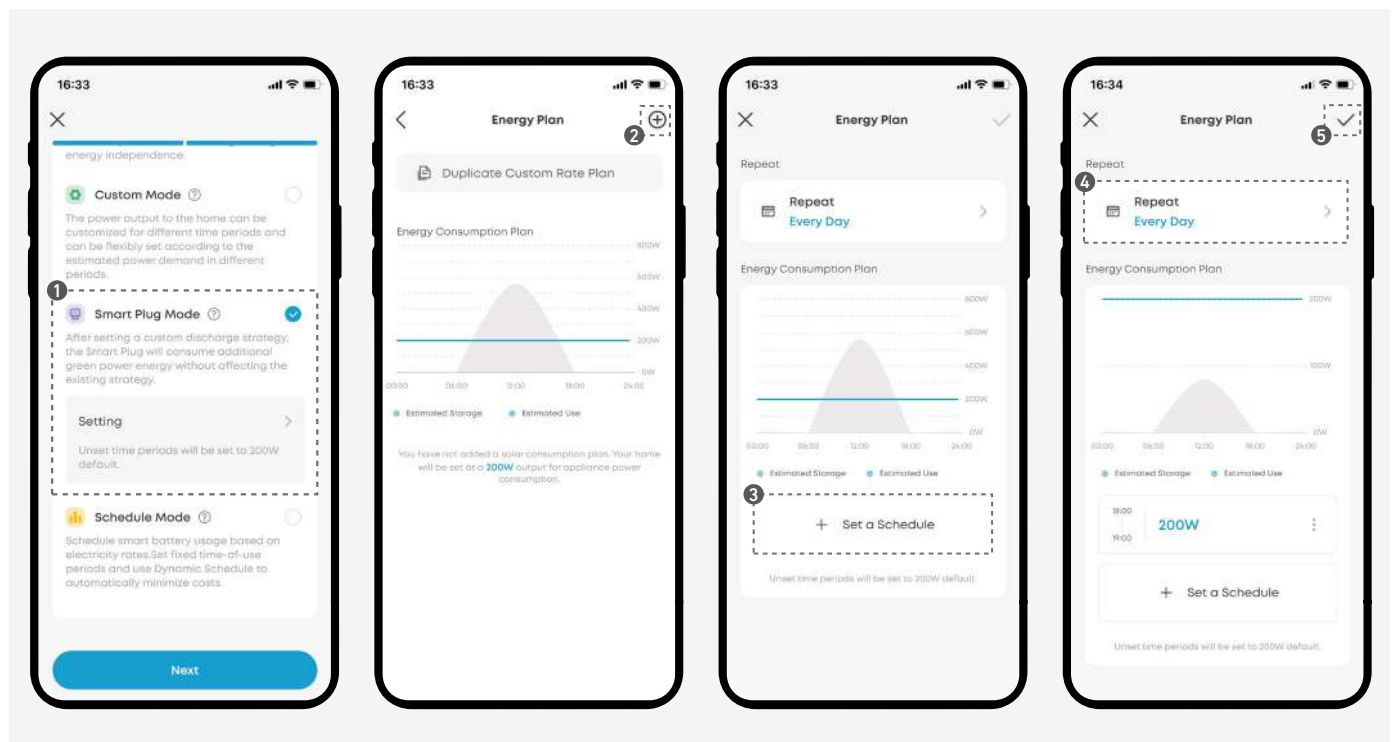 16:33
energy independence.
Custom Mode
The power output to the home can be
customized for different time periods and
can be flexibly set according to the
estimated power demand in different
periods.
1
Smart Plug Mode
After setting a custom discharge strategy,
the Smart Plug will consume additional
green power energy without affecting the
existing strategy.
Setting
Unset time periods will be set to 200W
default.
Schedule Mode
Schedule smart battery usage based on
electricity rates.Set fixed time-of-use
periods and use Dynamic Schedule to
automatically minimize costs.
Next
16:33
Energy Plan
2
Duplicate Custom Rate Plan
Energy Consumption Plan
800W
600W
400W
200W
0W
00:00 06:00 12:00 18:00 24:00
Estimated Storage Estimated Use
You have not added a solar consumption plan. Your home
will be set at a 200W output for appliance power
consumption.
16:33
Energy Plan
Repeat
Repeat
Every Day
Energy Consumption Plan
800W
600W
400W
200W
0W
00:00 06:00 12:00 18:00 24:00
Estimated Storage Estimated Use
3
+ Set a Schedule
Unset time periods will be set to 200W default.
16:34
Energy Plan
5
Repeat
4
Repeat
Every Day
Energy Consumption Plan
200W
100W
0W
00:00 06:00 12:00 18:00 24:00
Estimated Storage Estimated Use
18:00
200W
19:00
+ Set a Schedule
Unset time periods will be set to 200W default.